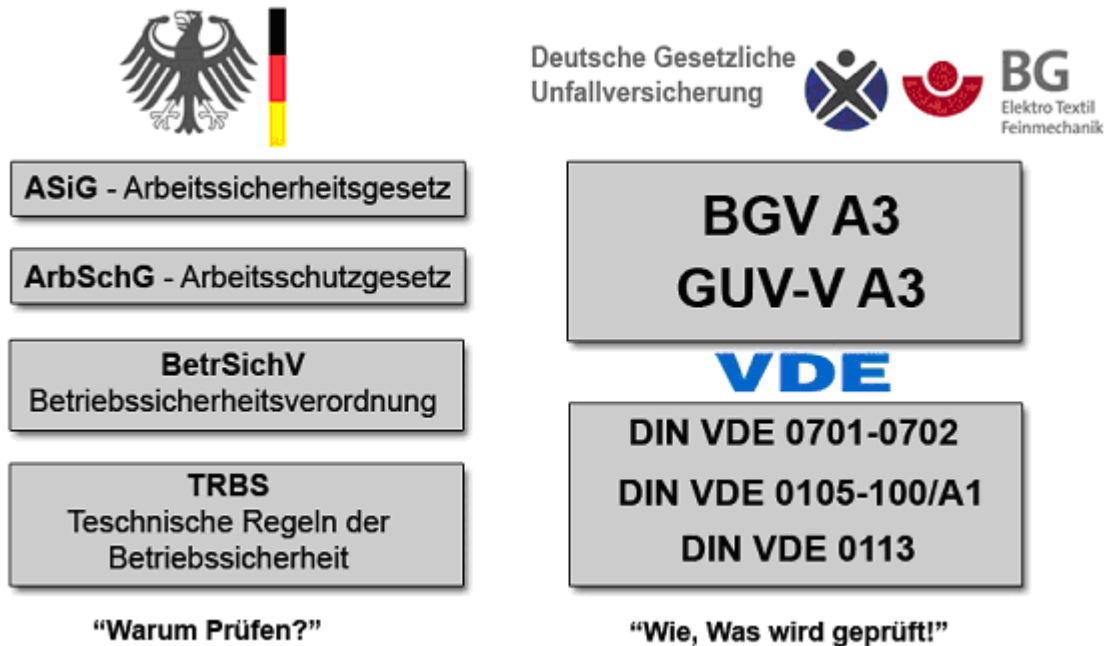 ASiG - Arbeitssicherheitsgesetz
ArbSchG - Arbeitsschutzgesetz
BetrSichV
Betriebssicherheitsverordnung
TRBS
Teschnische Regeln der
Betriebssicherheit
“Warum Prüfen?”
Deutsche Gesetzliche
Unfallversicherung
BG
Elektro Textil
Feinmechanik
BGV A3
GUV-V A3
VDE
DIN VDE 0701-0702
DIN VDE 0105-100/A1
DIN VDE 0113
“Wie, Was wird geprüft!”